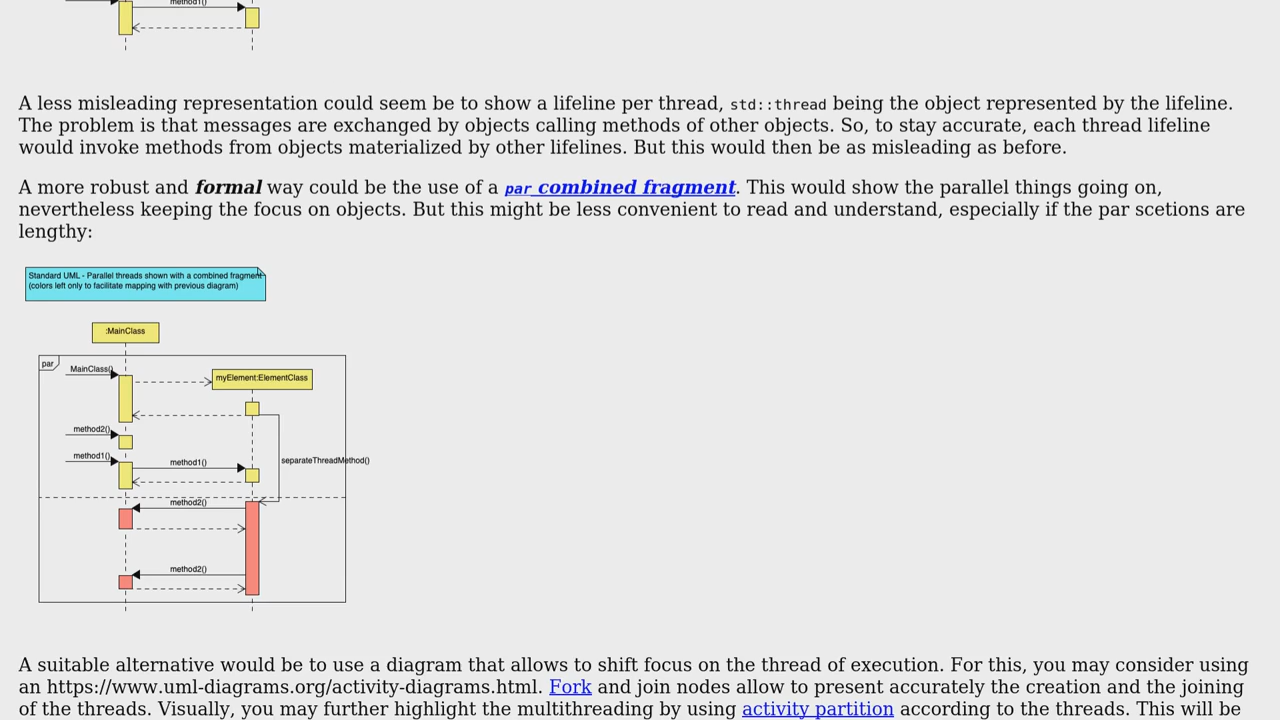 method1()
A less misleading representation could seem be to show a lifeline per thread, std::thread being the object represented by the lifeline.
The problem is that messages are exchanged by objects calling methods of other objects. So, to stay accurate, each thread lifeline
would invoke methods from objects materialized by other lifelines. But this would then be as misleading as before.
A more robust and formal way could be the use of a par combined fragment. This would show the parallel things going on,
nevertheless keeping the focus on objects. But this might be less convenient to read and understand, especially if the par scetions are
lengthy:
Standard UML - Parallel threads shown with a combined fragment
(colors left only to facilitate mapping with previous diagram)
:MainClass
par
MainClass()
myElement:ElementClass
method2()
method1()
method1()
separateThreadMethod()
method2()
method2()
A suitable alternative would be to use a diagram that allows to shift focus on the thread of execution. For this, you may consider using
an https://www.uml-diagrams.org/activity-diagrams.html. Fork and join nodes allow to present accurately the creation and the joining
of the threads. Visually, you may further highlight the multithreading by using activity partition according to the threads. This will be